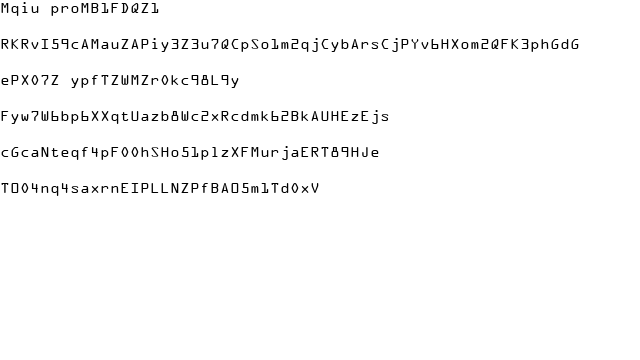 Mqiu proMB1FDQZ1
RKRvI59cAMauZAPiy3Z3u7QCpSo1m2qjCybArsCjPYv6HXom2QFK3phGdG
ePX07Z ypfTZWMZr0kc98L9y
Fyw7W6bp6XXqtUazb8Wc2xRcdmk62BkAUHEzEjs
cGcaNteqf4pF00hSHo51plzXFMurjaERT89HJe
TO04nq4saxrnEIPLLNZPfBAO5m1Td0xV